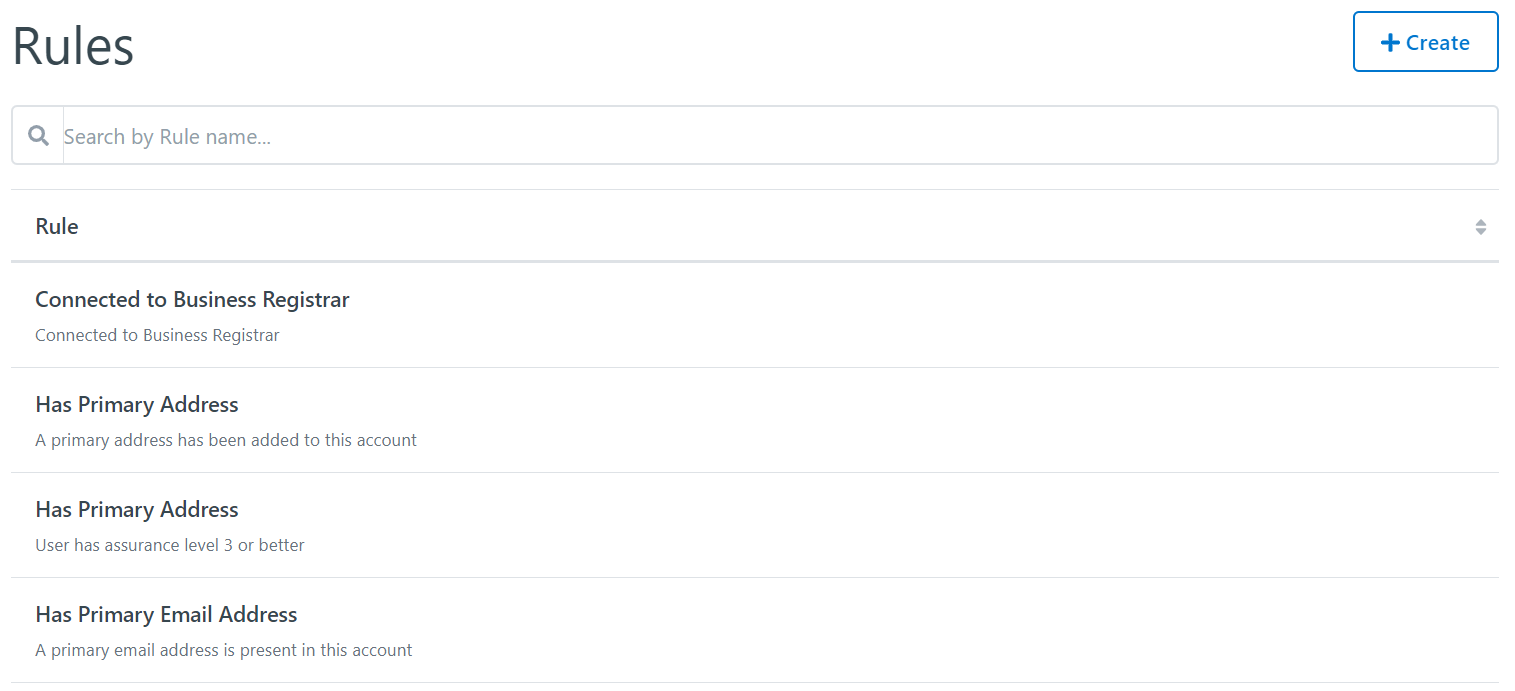 Rules
Create
Search by Rule name...
Rule
Connected to Business Registrar
Connected to Business Registrar
Has Primary Address
A primary address has been added to this account
Has Primary Address
User has assurance level 3 or better
Has Primary Email Address
A primary email address is present in this account